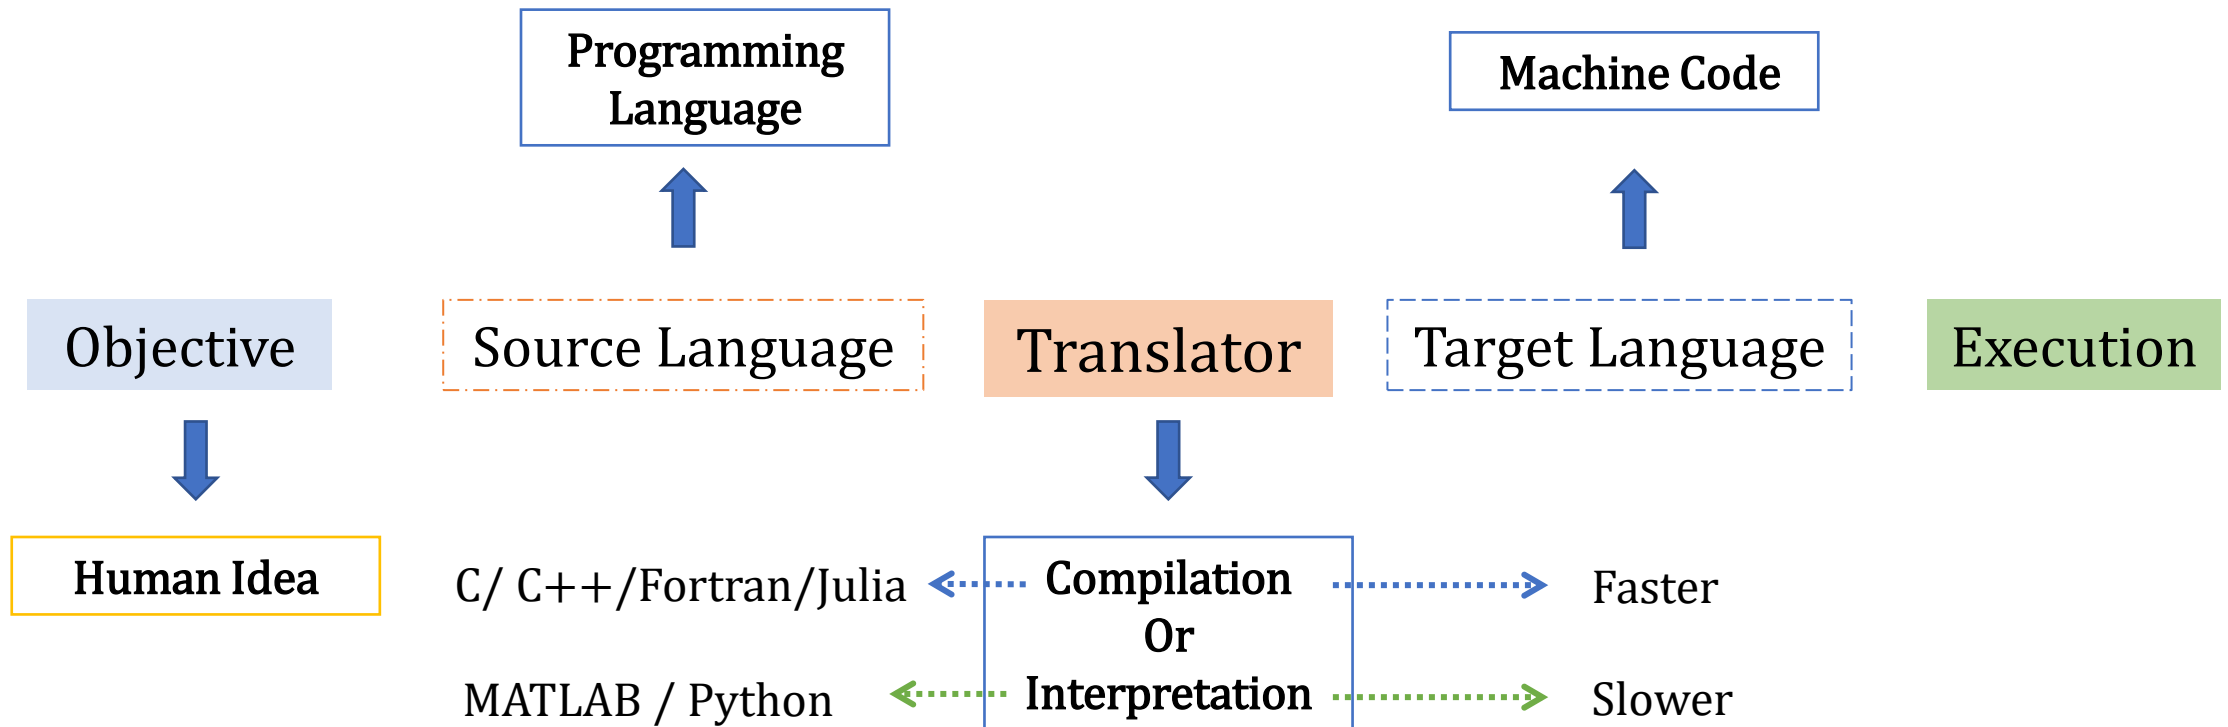 Programming
Language
Machine Code
Objective
Source Language
Translator
Target Language
Execution
Human Idea
C/ C++/Fortran/Julia
Compilation
Faster
Or
MATLAB / Python
Interpretation
Slower